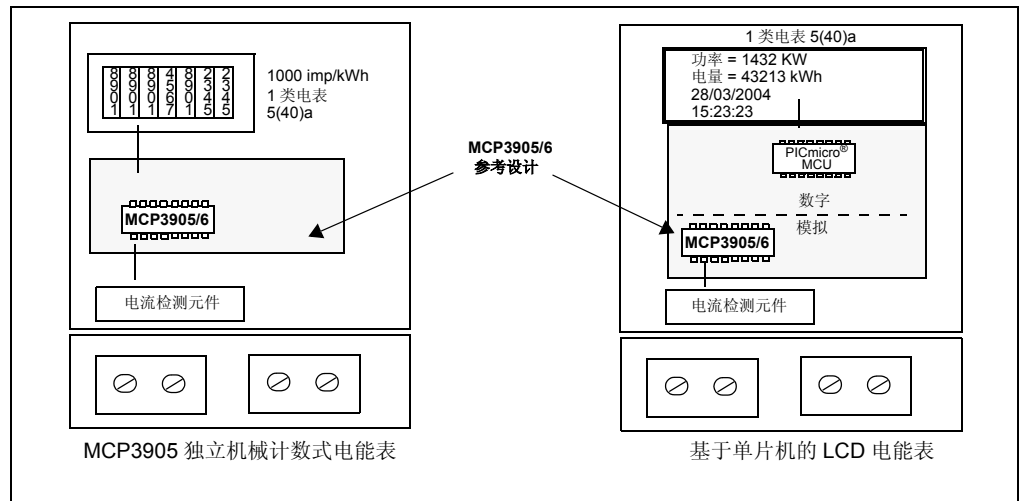 8 8 8 4 8 2 2
9 9 9 5 9 3 3
0 0 0 6 0 4 4
1 1 1 7 1 5 5
1000 imp/kWh
1 类电表
5(40)a
MCP3905/6
电流检测元件
MCP3905 独立机械计数式电能表
MCP3905/6
参考设计
1 类电表 5(40)a
功率 = 1432 KW
电量 = 43213 kWh
28/03/2004
15:23:23
PICmicro®
MCU
数字
模拟
MCP3905/6
电流检测元件
基于单片机的 LCD 电能表